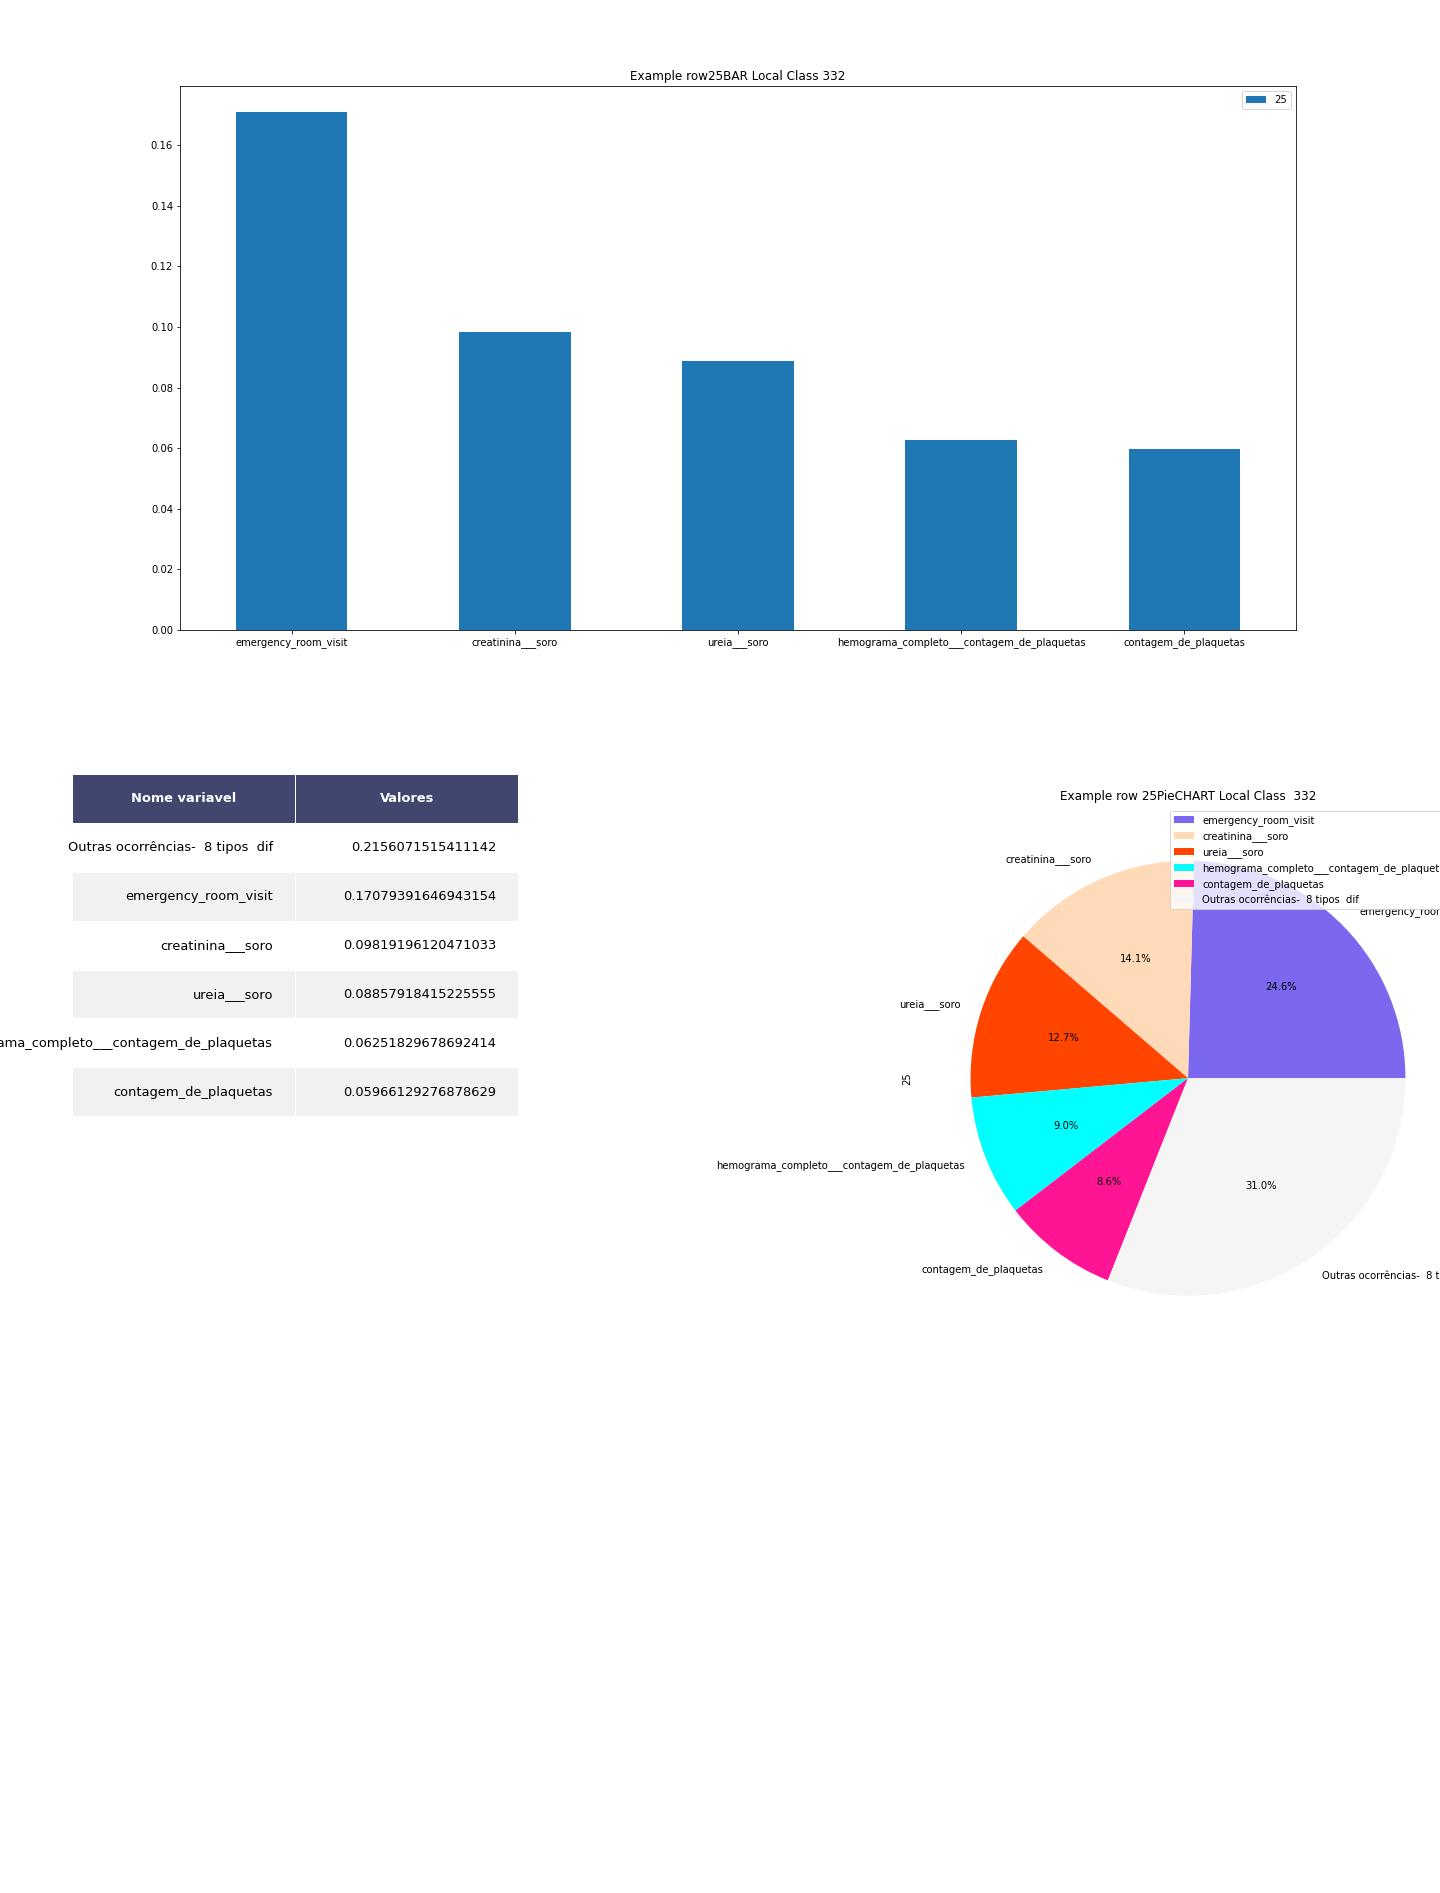 Example row25BAR Local Class 332
25
0.16
0.14
0.12
0.10
0.08
0.06
0.04
0.02
0.00
emergency_room_visit creatinina___soro ureia___soro hemograma_completo___contagem_de_plaquetas contagem_de_plaquetas
Nome variavel Valores
Outras ocorrências-  8 tipos  dif 0.2156071515411142
emergency_room_visit 0.17079391646943154
creatinina___soro 0.09819196120471033
ureia___soro 0.08857918415225555
ama_completo___contagem_de_plaquetas 0.06251829678692414
contagem_de_plaquetas 0.05966129276878629
Example row 25PieCHART Local Class  332
emergency_room_visit
creatinina___soro
ureia___soro
hemograma_completo___contagem_de_plaquet
contagem_de_plaquetas
Outras ocorrências-  8 tipos  dif
creatinina___soro
emergency_roor
14.1%
24.6%
ureia___soro
12.7%
25
9.0%
hemograma_completo___contagem_de_plaquetas
8.6%
31.0%
contagem_de_plaquetas
Outras ocorrências-  8 t